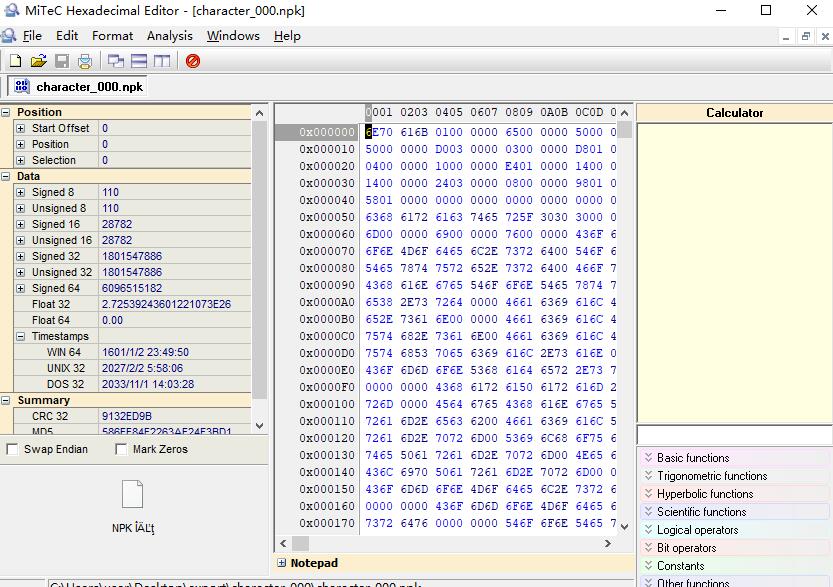 MiTeC Hexadecimal Editor - [character_000.npk]
File Edit Format Analysis Windows Help
character_000.npk
Position
Start Offset 0
Position 0
Selection 0
Data
Signed 8 110
Unsigned 8 110
Signed 16 28782
Unsigned 16 28782
Signed 32 1801547886
Unsigned 32 1801547886
Signed 64 6096515182
Float 32 2.72539243601221073E26
Float 64 0.00
Timestamps
WIN 64 1601/1/2 23:49:50
UNIX 32 2027/2/2 5:58:06
DOS 32 2033/11/1 14:03:28
Summary
CRC 32 9132ED9B
Swap Endian Mark Zeros
NPK ÎÄ¼þ
0001 0203 0405 0607 0809 0A0B 0C0D 0
0x000000 6E70 616B 0100 0000 6500 0000 5000 0
0x000010 5000 0000 D003 0000 0300 0000 D801 0
0x000020 0400 0000 1000 0000 E401 0000 1400 0
0x000030 1400 0000 2403 0000 0800 0000 9801 0
0x000040 5801 0000 0000 0000 0000 0000 0000 0
0x000050 6368 6172 6163 7465 725F 3030 3000 0
0x000060 6D00 0000 6900 0000 7600 0000 436F 6
0x000070 6F6E 4D6F 6465 6C2E 7372 6400 546F 6
0x000080 5465 7874 7572 652E 7372 6400 466F 7
0x000090 4368 616E 6765 546F 6F6E 5465 7874 7
0x0000A0 6538 2E73 7264 0000 4661 6369 616C 4
0x0000B0 652E 7361 6E00 0000 4661 6369 616C 4
0x0000C0 7574 682E 7361 6E00 4661 6369 616C 4
0x0000D0 7574 6853 7065 6369 616C 2E73 616E 0
0x0000E0 436F 6D6D 6F6E 5368 6164 6572 2E73 7
0x0000F0 0000 0000 4368 6172 6150 6172 616D 2
0x000100 726D 0000 4564 6765 4368 616E 6765 5
0x000110 7261 6D2E 6563 6200 4661 6369 616C 5
0x000120 7261 6D2E 7072 6D00 5369 6C68 6F75 6
0x000130 7465 5061 7261 6D2E 7072 6D00 4E65 6
0x000140 436C 6970 5061 7261 6D2E 7072 6D00 0
0x000150 436F 6D6D 6F6E 4D6F 6465 6C2E 7372 6
0x000160 0000 0000 436F 6D6D 6F6E 4D6F 6465 6
0x000170 7372 6476 0000 0000 546F 6F6E 5465 7
Notepad
Calculator
Basic functions
Trigonometric functions
Hyperbolic functions
Scientific functions
Logical operators
Bit operators
Constants
Other functions